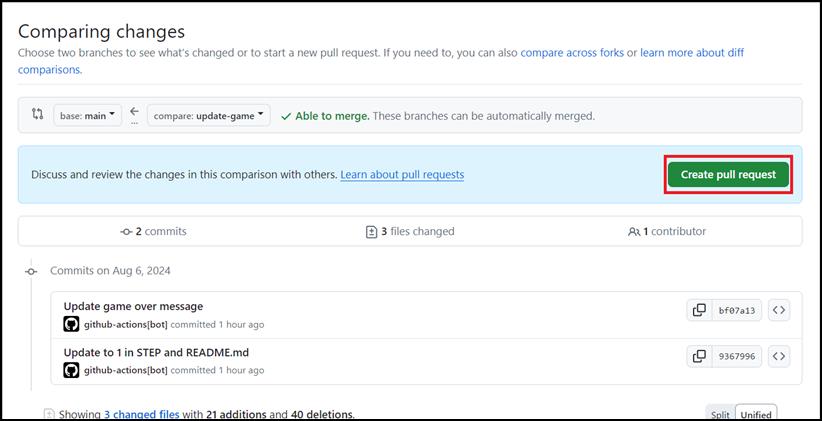 Comparing changes
Choose two branches to see what's changed or to start a new pull request. If you need to, you can also compare across forks or learn more about diff
comparisons.
base: main
...
compare: update-game
Able to merge. These branches can be automatically merged.
Discuss and review the changes in this comparison with others. Learn about pull requests
Create pull request
2 commits
3 files changed
1 contributor
Commits on Aug 6, 2024
Update game over message
github-actions[bot] committed 1 hour ago
bf07a13
Update to 1 in STEP and README.md
github-actions[bot] committed 1 hour ago
9367996
Showing 3 changed files with 21 additions and 40 deletions.
Split
Unified